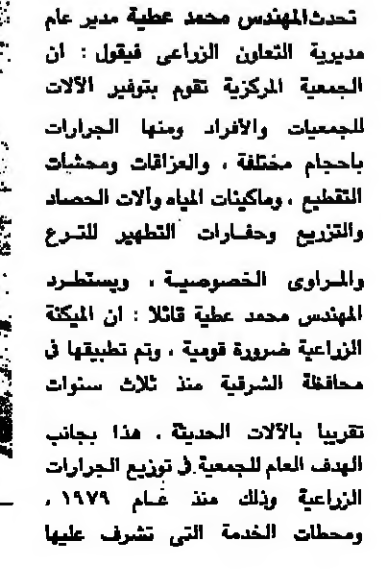 تحدث المهندس محمد عطية مدير عام
مديرية التعاون الزراعى فيقول : ان
الجمعية المركزية تقوم بتوفير الآلات
للجمعيات والأفراد ومنها الجرارات
باحجام مختلفة ، والعزاقات ومحشات
التقطيع ، وماكينات المياه وآلات الحصاد
والتزريع وحفارات التطهير للترع
والمراوى الخصوصية ، ويستطرد
المهندس محمد عطية قائلا : ان الميكنة
الزراعية ضرورة قومية ، وتم تطبيقها فى
محافظة الشرقية منذ ثلاث سنوات
تقريبا بالآلات الحديثة ، هذا بجانب
الهدف العام للجمعية فى توزيع الجرارات
الزراعية وذلك منذ عام ١٩٧٩ ،
ومحطات الخدمة التى تشرف عليها